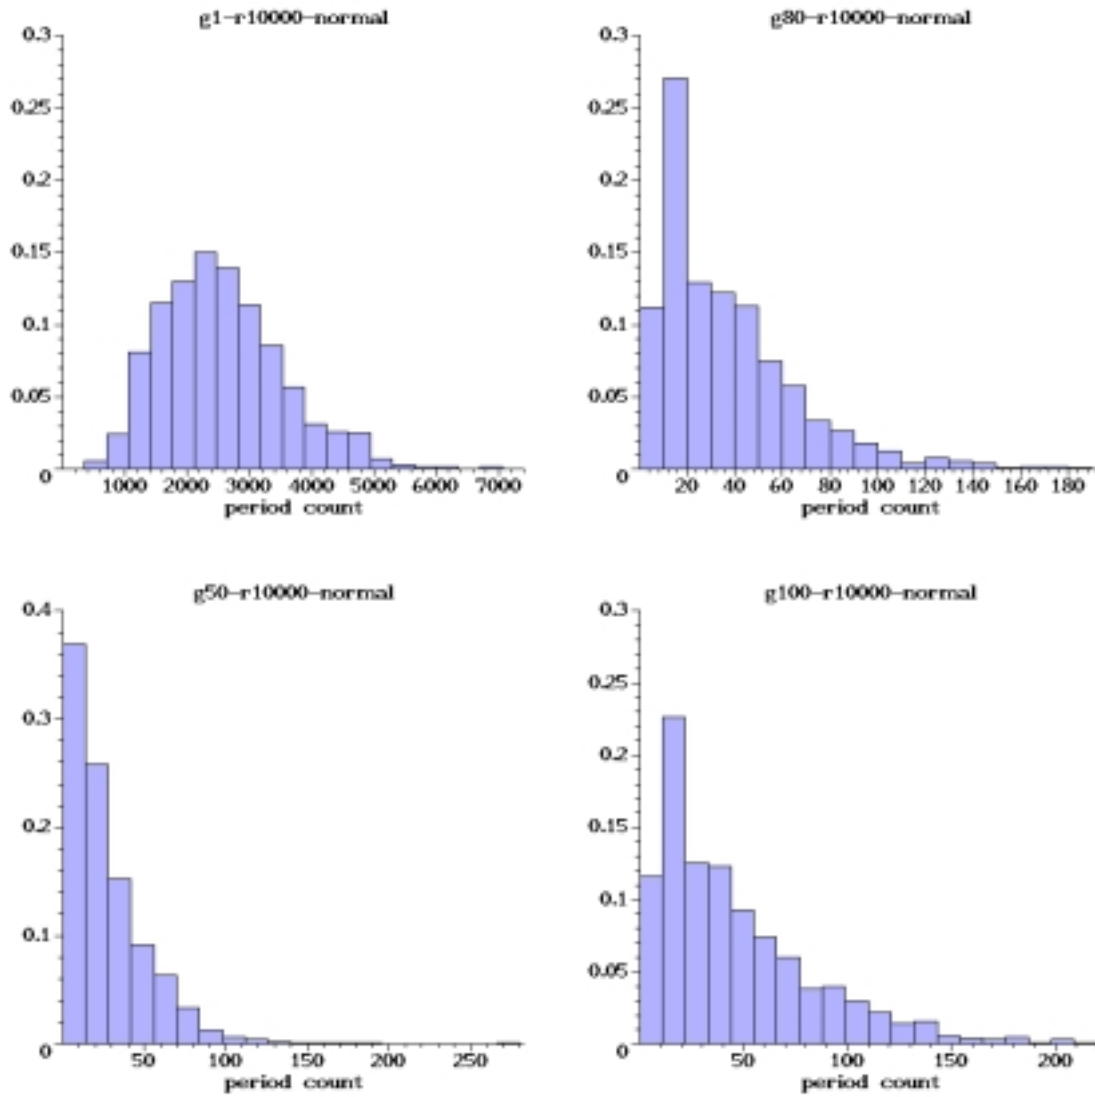 g1-r10000-normal
0.3
0.25
0.2
0.15
0.1
0.05
0
1000 2000 3000 4000 5000 6000 7000
period count
g80-r10000-normal
0.3
0.25
0.2
0.15
0.1
0.05
0
20 40 60 80 100 120 140 160 180
period count
g50-r10000-normal
0.4
0.3
0.2
0.1
0
50 100 150 200 250
period count
g100-r10000-normal
0.3
0.25
0.2
0.15
0.1
0.05
0
50 100 150 200
period count